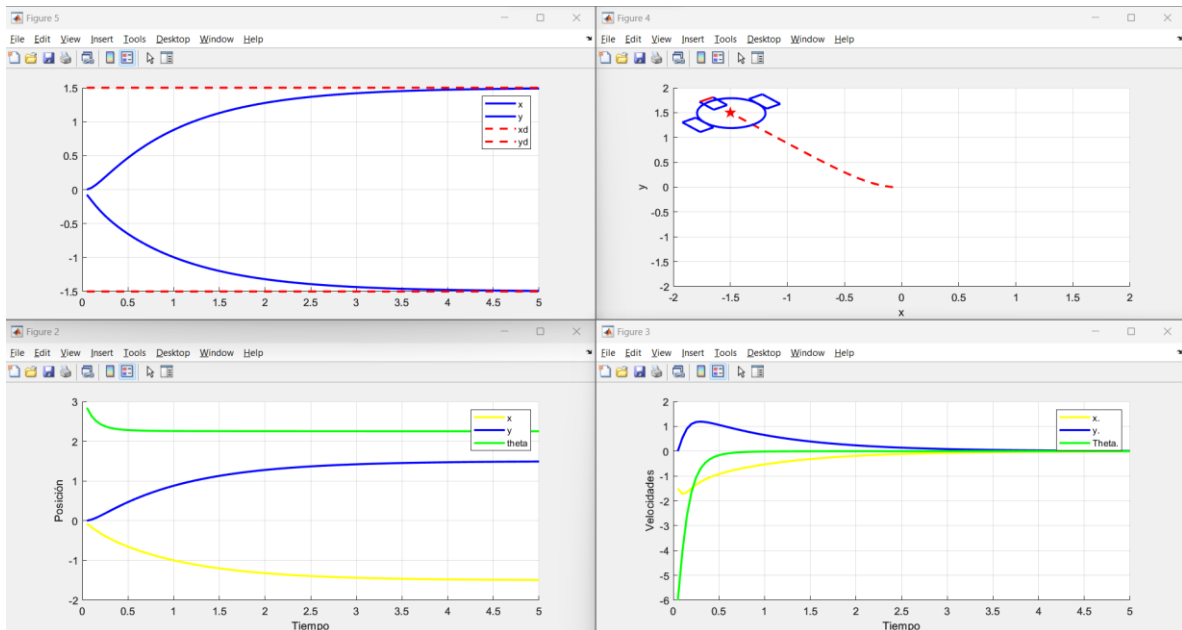 Figure 5
File Edit View Insert Tools Desktop Window Help
1.5
1
0.5
0
-0.5
-1
-1.5
0 0.5 1 1.5 2 2.5 3 3.5 4 4.5 5
x
y
xd
yd
Figure 4
File Edit View Insert Tools Desktop Window Help
2
1.5
1
0.5
0
-0.5
-1
-1.5
-2
y
-2 -1.5 -1 -0.5 0 0.5 1 1.5 2
x
Figure 2
File Edit View Insert Tools Desktop Window Help
3
2
1
0
-1
-2
Posición
0 0.5 1 1.5 2 2.5 3 3.5 4 4.5 5
Tiempo
x
y
theta
Figure 3
File Edit View Insert Tools Desktop Window Help
2
1
0
-1
-2
-3
-4
-5
-6
Velocidades
0 0.5 1 1.5 2 2.5 3 3.5 4 4.5 5
Tiempo
x.
y.
Theta.